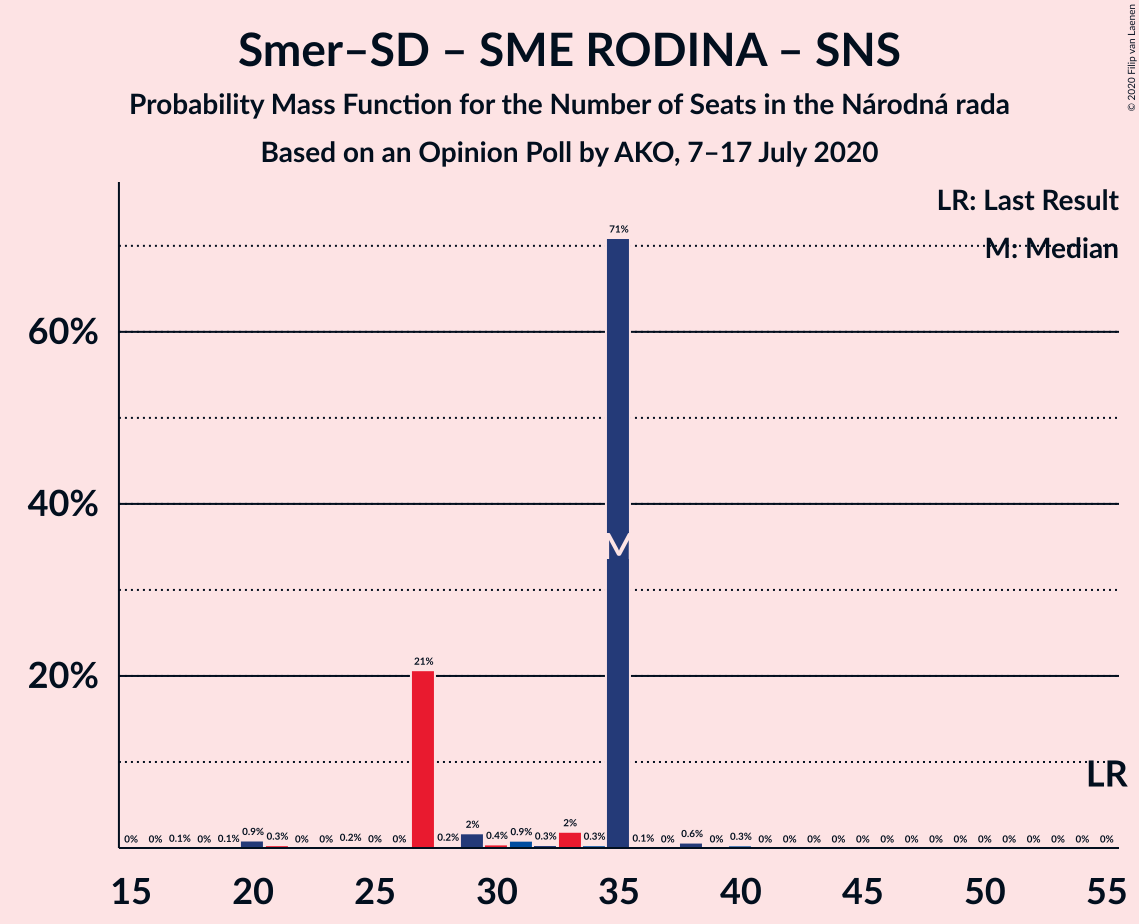 Smer–SD – SME RODINA – SNS
Probability Mass Function for the Number of Seats in the Národná rada
Based on an Opinion Poll by AKO, 7–17 July 2020
© 2020 Filip van Laenen
LR: Last Result
M: Median
71%
60%
40%
M
21%
20%
LR
0% 0% 0.1% 0% 0.1% 0.9% 0.3% 0% 0% 0.2% 0% 0% 0.2% 2% 0.4% 0.9% 0.3% 2% 0.3% 0.1% 0% 0.6% 0% 0.3% 0% 0% 0% 0% 0% 0% 0% 0% 0% 0% 0% 0% 0% 0% 0%
15 20 25 30 35 40 45 50 55